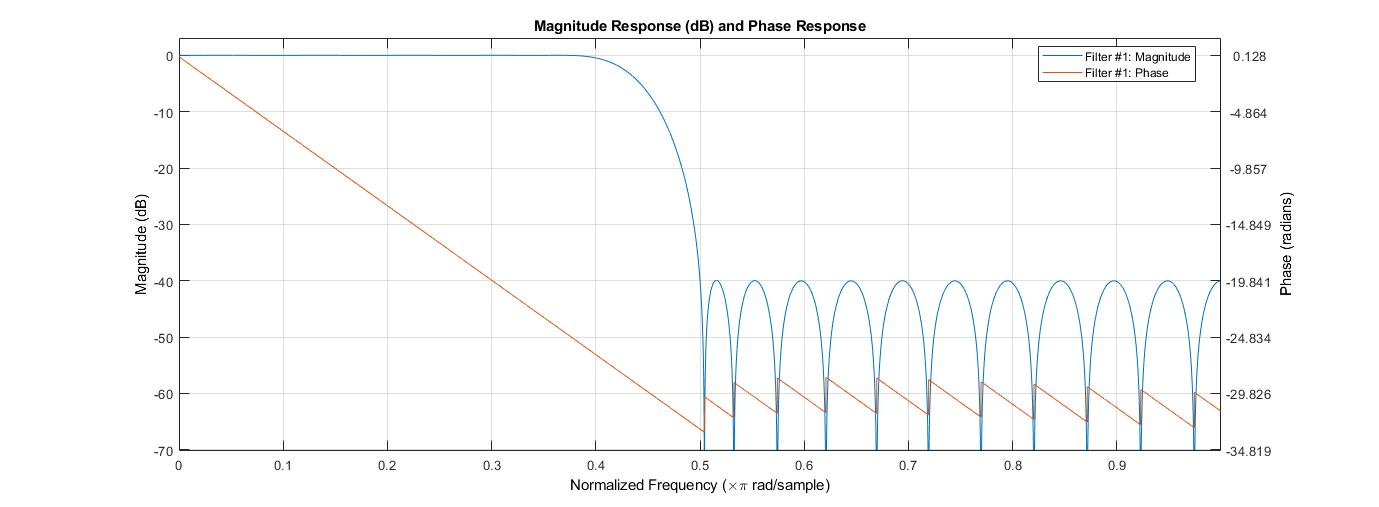 Magnitude Response (dB) and Phase Response
Filter #1: Magnitude
Filter #1: Phase
Magnitude (dB)
0
-10
-20
-30
-40
-50
-60
-70
0.128
-4.864
-9.857
-14.849
-19.841
-24.834
-29.826
-34.819
Phase (radians)
0 0.1 0.2 0.3 0.4 0.5 0.6 0.7 0.8 0.9
Normalized Frequency (×π rad/sample)